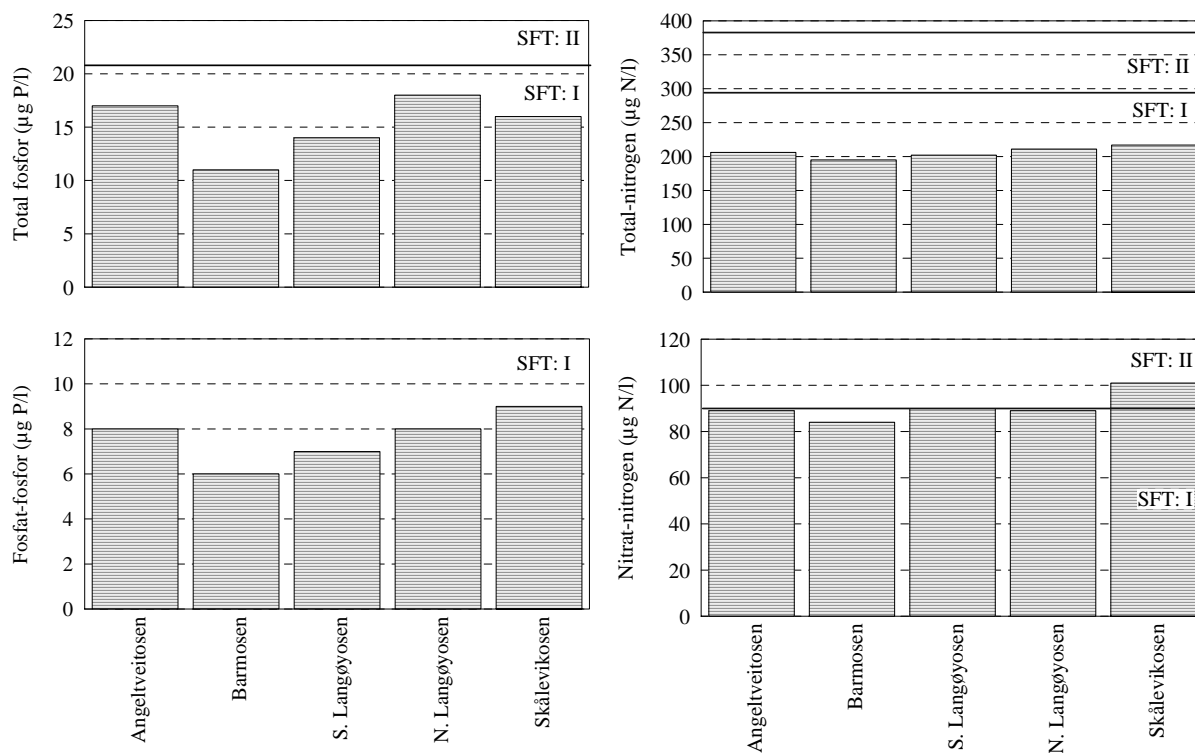 Total fosfor (µg P/l)
25
20
15
10
5
0
SFT: II
SFT: I
Total-nitrogen (µg N/l)
400
350
300
250
200
150
100
50
0
SFT: II
SFT: I
Fosfat-fosfor (µg P/l)
12
10
8
6
4
2
0
SFT: I
Angeltveitosen
Barmosen
S. Langøyosen
N. Langøyosen
Skålevikosen
Nitrat-nitrogen (µg N/l)
120
100
80
60
40
20
0
SFT: II
SFT: I
Angeltveitosen
Barmosen
S. Langøyosen
N. Langøyosen
Skålevikosen